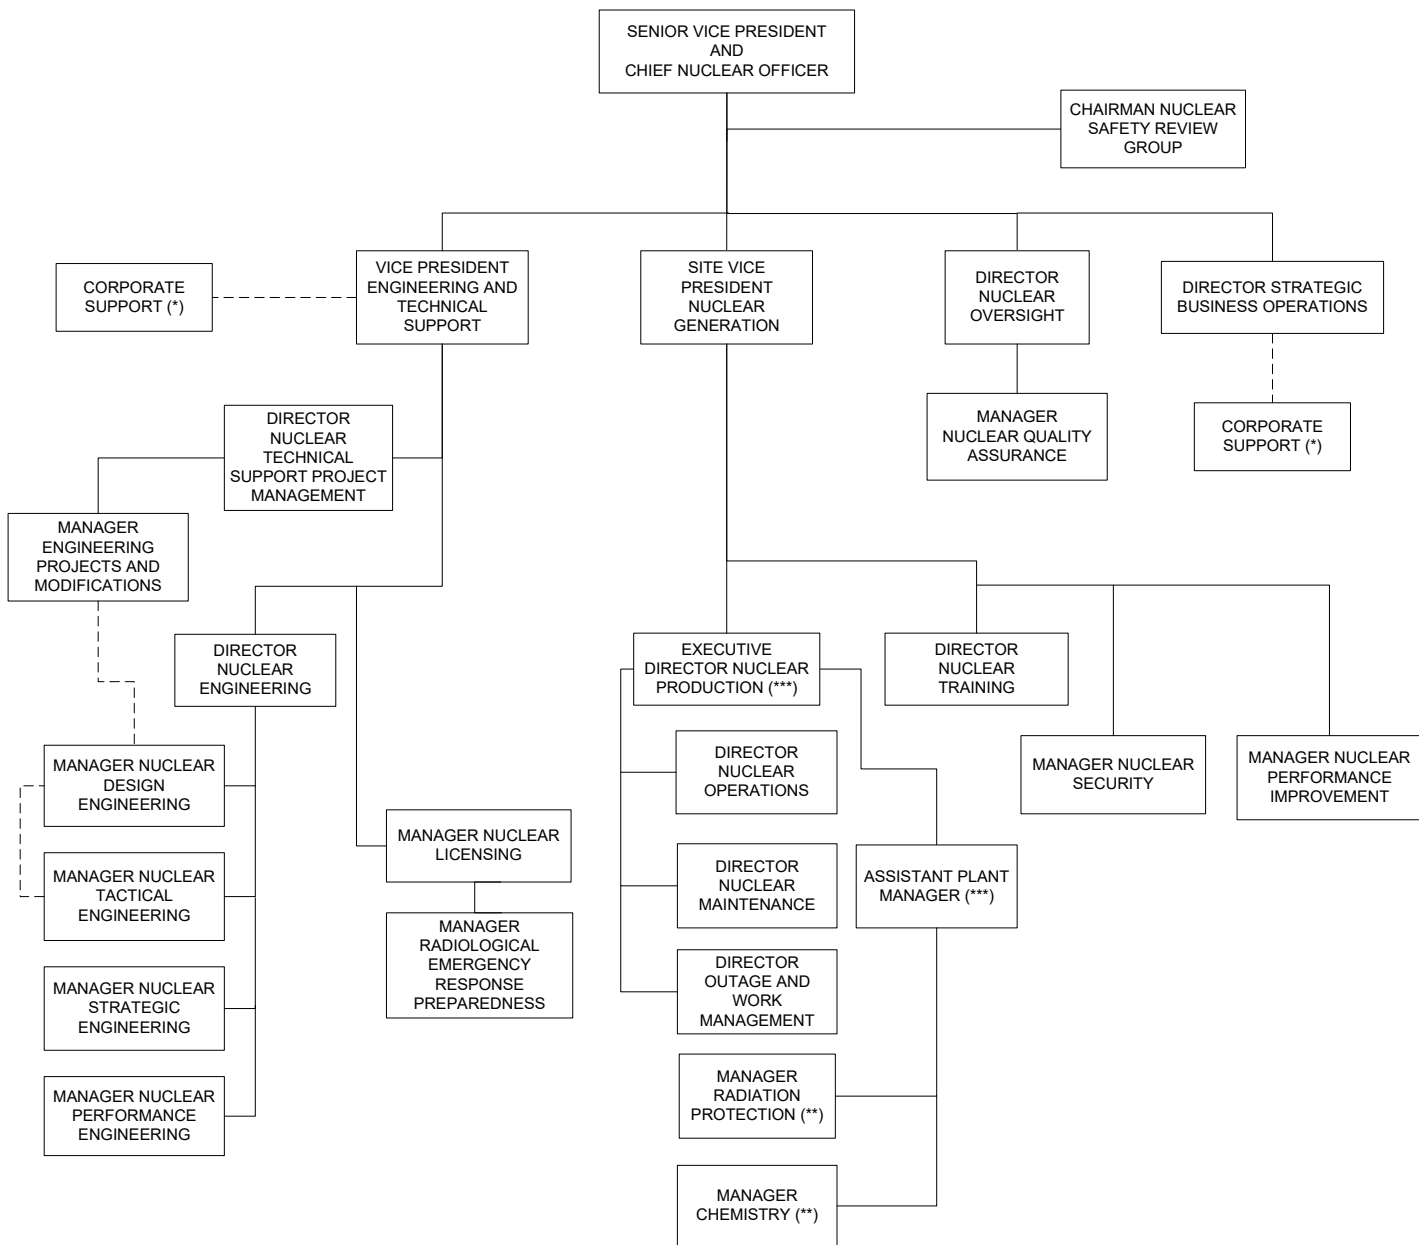 SENIOR VICE PRESIDENT
AND
CHIEF NUCLEAR OFFICER
CHAIRMAN NUCLEAR
SAFETY REVIEW
GROUP
CORPORATE
SUPPORT (*)
VICE PRESIDENT
ENGINEERING AND
TECHNICAL
SUPPORT
SITE VICE
PRESIDENT
NUCLEAR
GENERATION
DIRECTOR
NUCLEAR
OVERSIGHT
DIRECTOR STRATEGIC
BUSINESS OPERATIONS
DIRECTOR
NUCLEAR
TECHNICAL
SUPPORT PROJECT
MANAGEMENT
MANAGER
NUCLEAR QUALITY
ASSURANCE
CORPORATE
SUPPORT (*)
MANAGER
ENGINEERING
PROJECTS AND
MODIFICATIONS
DIRECTOR
NUCLEAR
ENGINEERING
EXECUTIVE
DIRECTOR NUCLEAR
PRODUCTION (***)
DIRECTOR
NUCLEAR
TRAINING
MANAGER NUCLEAR
DESIGN
ENGINEERING
DIRECTOR
NUCLEAR
OPERATIONS
MANAGER NUCLEAR
SECURITY
MANAGER NUCLEAR
PERFORMANCE
IMPROVEMENT
MANAGER NUCLEAR
LICENSING
MANAGER NUCLEAR
TACTICAL
ENGINEERING
DIRECTOR
NUCLEAR
MAINTENANCE
ASSISTANT PLANT
MANAGER (***)
MANAGER
RADIOLOGICAL
EMERGENCY
RESPONSE
PREPAREDNESS
MANAGER NUCLEAR
STRATEGIC
ENGINEERING
DIRECTOR
OUTAGE AND
WORK
MANAGEMENT
MANAGER NUCLEAR
PERFORMANCE
ENGINEERING
MANAGER
RADIATION
PROTECTION (**)
MANAGER
CHEMISTRY (**)